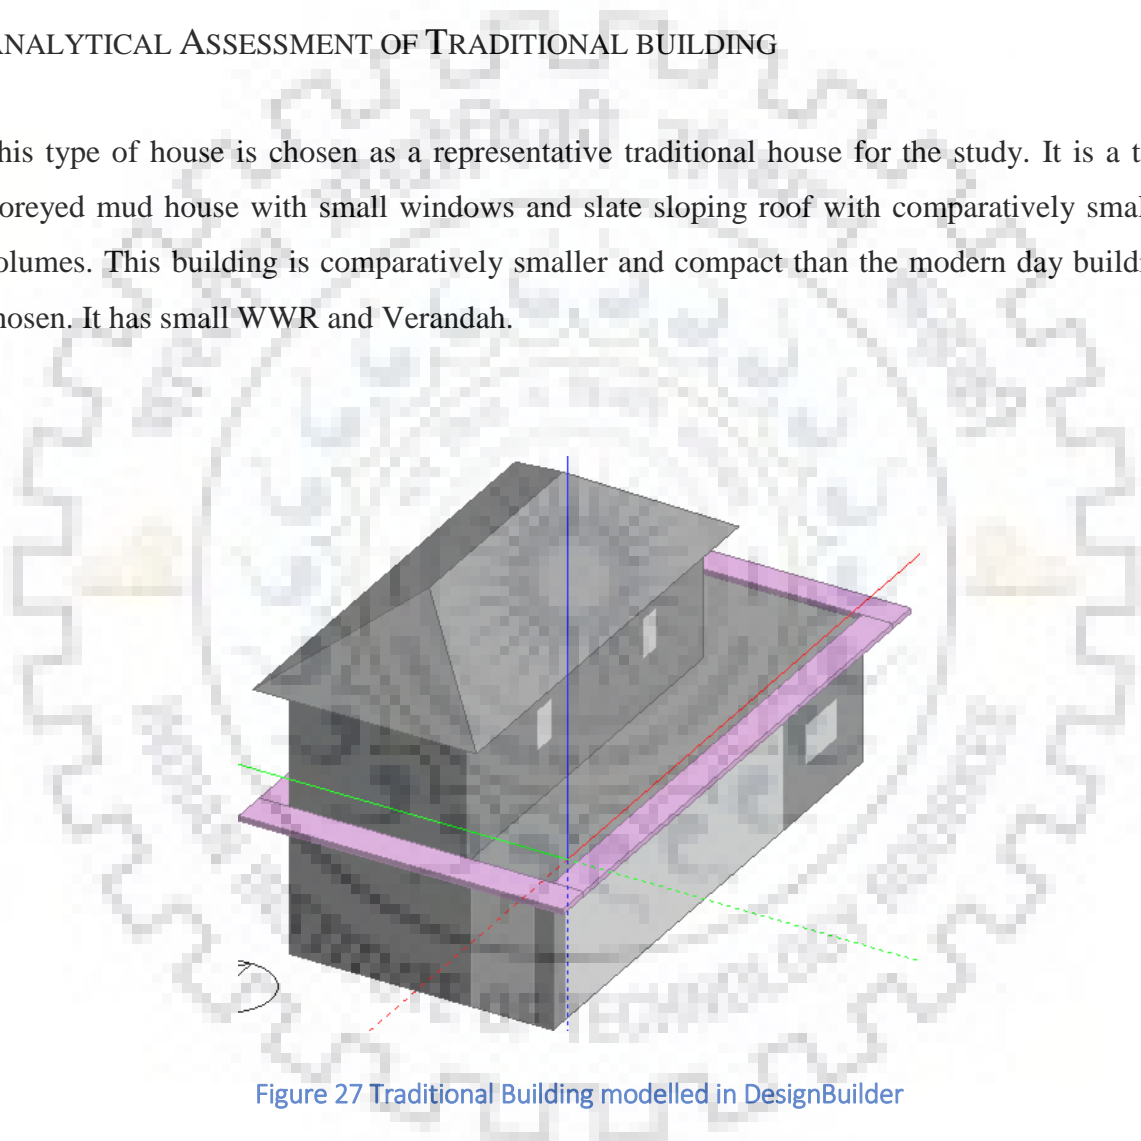 ANALYTICAL ASSESSMENT OF TRADITIONAL BUILDING
his type of house is chosen as a representative traditional house for the study. It is a t
oreyed mud house with small windows and slate sloping roof with comparatively smal
olumes. This building is comparatively smaller and compact than the modern day buildi
hosen. It has small WWR and Verandah.
Figure 27 Traditional Building modelled in DesignBuilder